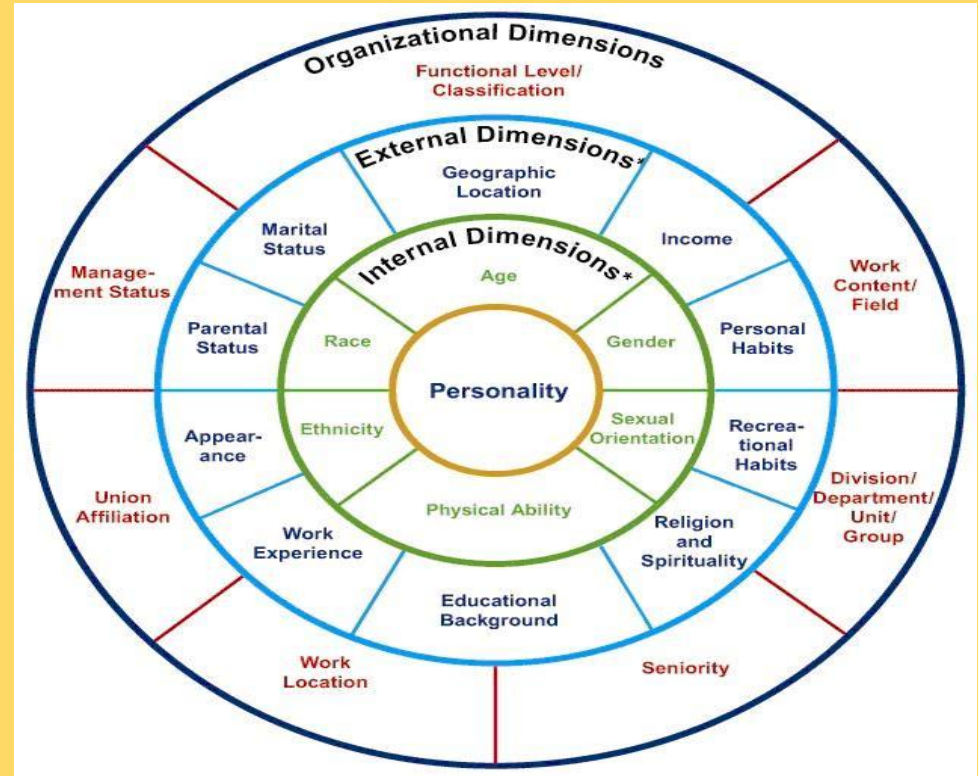 Organizational Dimensions
Functional Level/
Classification
External Dimensions*
Geographic
Location
Marital
Status
Income
Internal Dimensions*
Age
Manage-
ment Status
Work
Content/
Field
Parental
Status
Race
Gender
Personal
Habits
Personality
Appear-
ance
Ethnicity
Sexual
Orientation
Recrea-
tional
Habits
Union
Affiliation
Division/
Department/
Unit/
Group
Work
Experience
Physical Ability
Religion
and
Spirituality
Educational
Background
Work
Location
Seniority